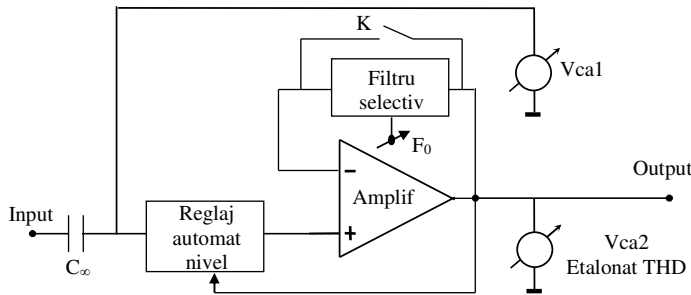 K
Vca1
Filtru
selectiv
F₀
−
Amplif
+
Output
Input
C∞
Reglaj
automat
nivel
Vca2
Etalonat THD